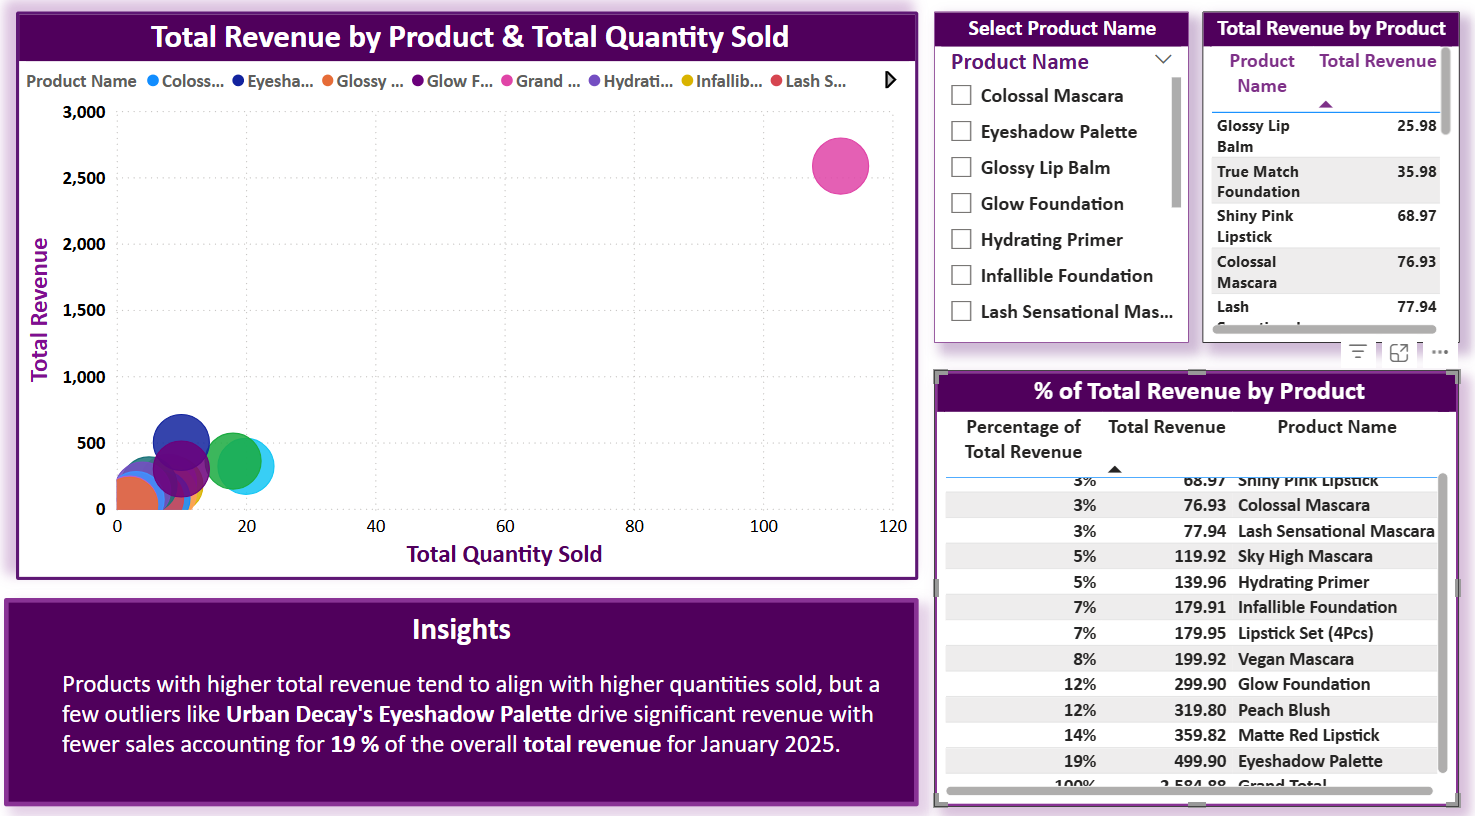 Total Revenue by Product & Total Quantity Sold
Product Name Coloss... Eyesha... Glossy ... Glow F... Grand ... Hydrati... Infallib... Lash S...
3,000
2,500
2,000
1,500
1,000
500
0
Total Revenue
0 20 40 60 80 100 120
Total Quantity Sold
Select Product Name
Product Name
Colossal Mascara
Eyeshadow Palette
Glossy Lip Balm
Glow Foundation
Hydrating Primer
Infallible Foundation
Lash Sensational Mas...
Total Revenue by Product
Product Total Revenue
Name
Glossy Lip 25.98
Balm
True Match 35.98
Foundation
Shiny Pink 68.97
Lipstick
Colossal 76.93
Mascara
Lash 77.94
% of Total Revenue by Product
Percentage of Total Revenue Product Name
Total Revenue
3% 68.97 Shiny Pink Lipstick
3% 76.93 Colossal Mascara
3% 77.94 Lash Sensational Mascara
5% 119.92 Sky High Mascara
5% 139.96 Hydrating Primer
7% 179.91 Infallible Foundation
7% 179.95 Lipstick Set (4Pcs)
8% 199.92 Vegan Mascara
12% 299.90 Glow Foundation
12% 319.80 Peach Blush
14% 359.82 Matte Red Lipstick
19% 499.90 Eyeshadow Palette
100% 2,584.88 Grand Total
Insights
Products with higher total revenue tend to align with higher quantities sold, but a
few outliers like Urban Decay's Eyeshadow Palette drive significant revenue with
fewer sales accounting for 19 % of the overall total revenue for January 2025.